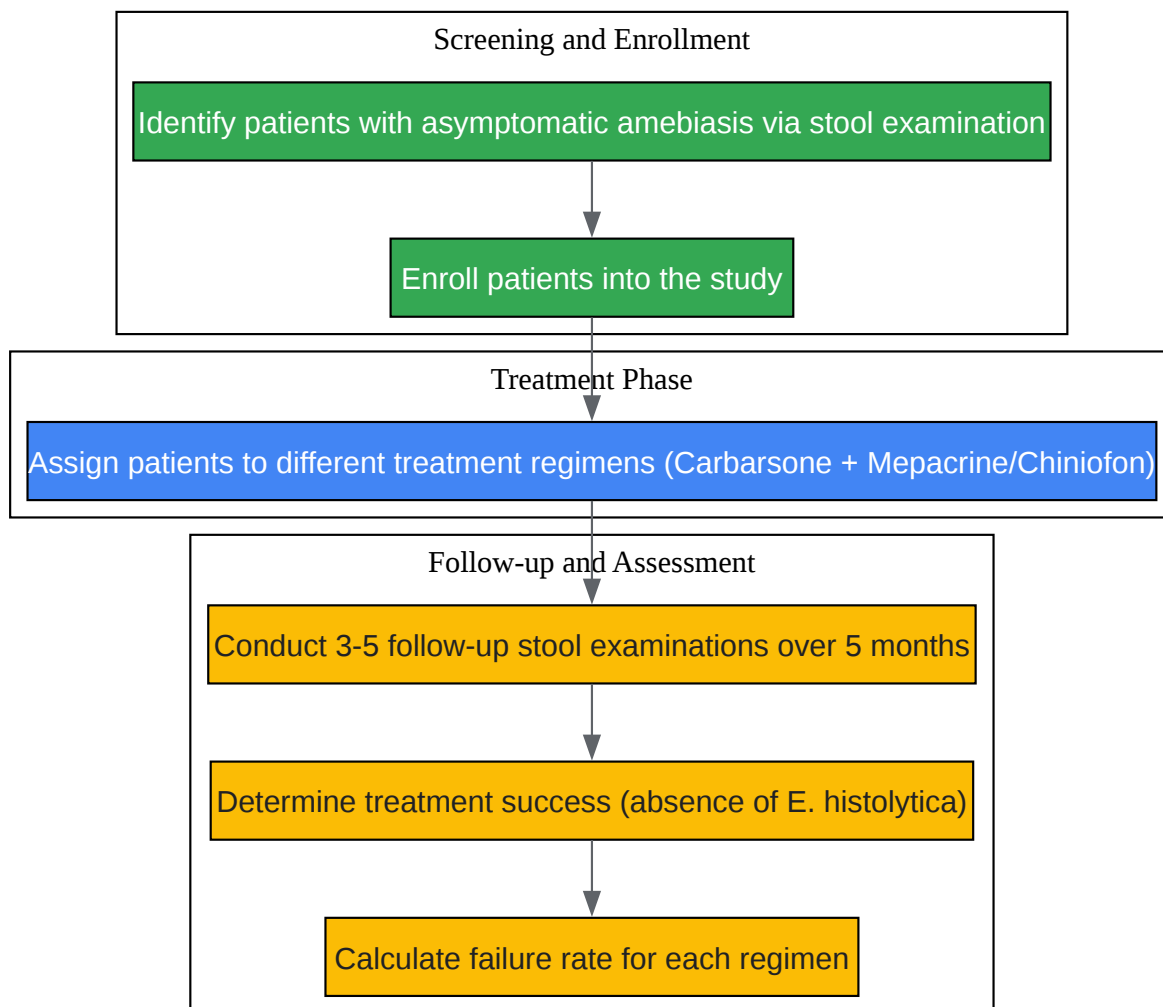 Screening and Enrollment
Identify patients with asymptomatic amebiasis via stool examination
Enroll patients into the study
Treatment Phase
Assign patients to different treatment regimens (Carbarsone + Mepacrine/Chiniofon)
Follow-up and Assessment
Conduct 3-5 follow-up stool examinations over 5 months
Determine treatment success (absence of E. histolytica)
Calculate failure rate for each regimen